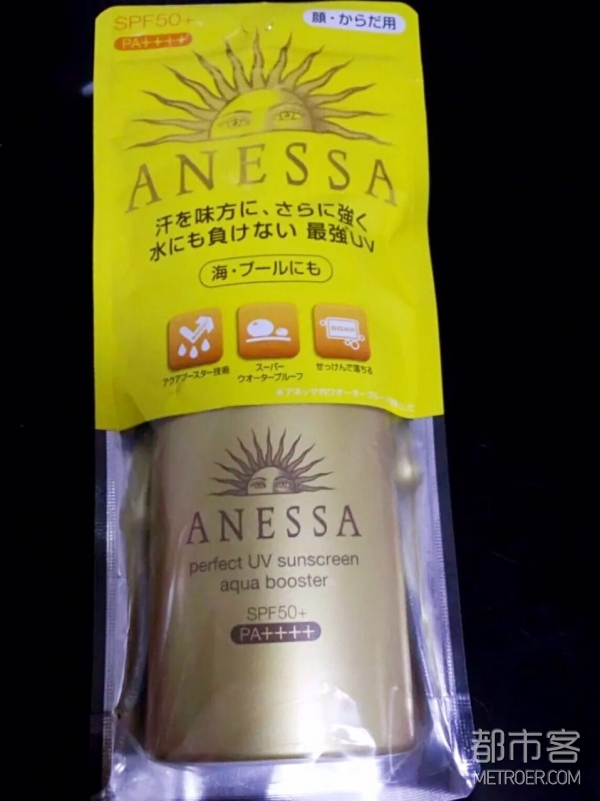 SPF50+
PA++++
顔・からだ用
ANESSA
汗を味方に、さらに強く
水にも負けない 最強UV
海・プールにも
アクアブースター技術
スーパー
ウオータープルーフ
SOAP
せっけんで落ちる
ANESSA
perfect UV sunscreen
aqua booster
SPF50+
PA++++
都市客
METROER.COM